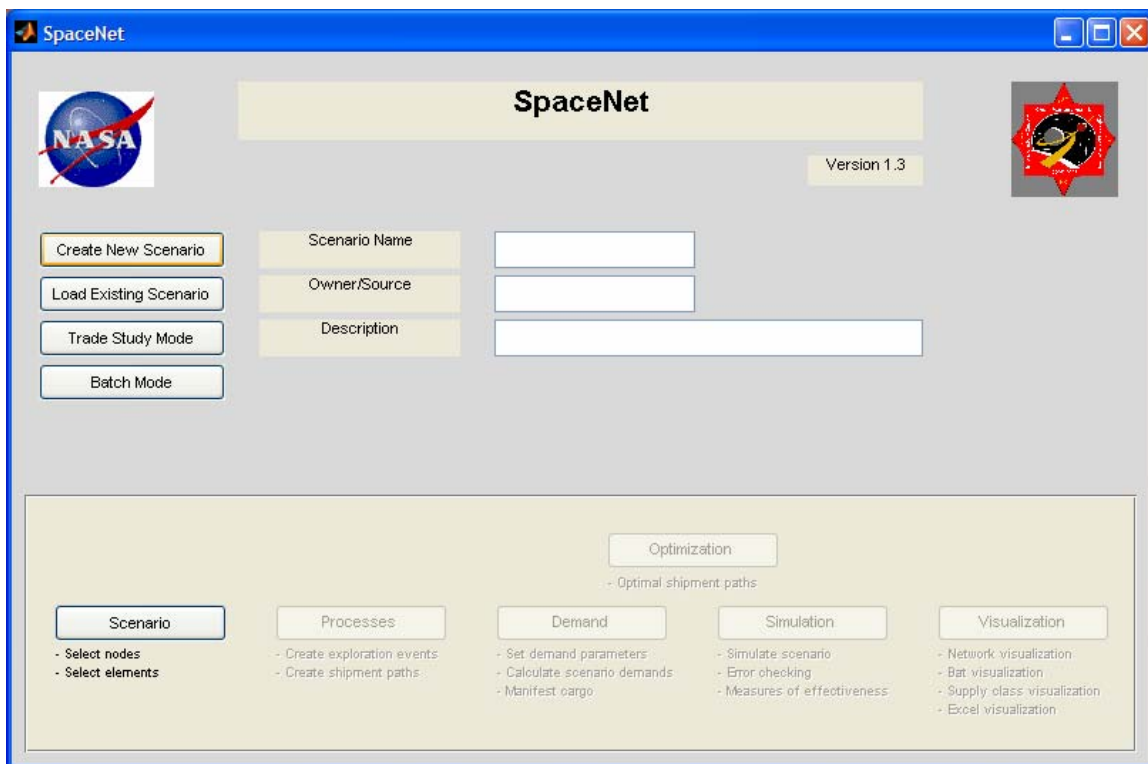 SpaceNet
NASA
SpaceNet
Version 1.3
Create New Scenario
Scenario Name
Load Existing Scenario
Owner/Source
Trade Study Mode
Description
Batch Mode
Optimization
- Optimal shipment paths
Scenario
- Select nodes
- Select elements
Processes
- Create exploration events
- Create shipment paths
Demand
- Set demand parameters
- Calculate scenario demands
- Manifest cargo
Simulation
- Simulate scenario
- Error checking
- Measures of effectiveness
Visualization
- Network visualization
- Bat visualization
- Supply class visualization
- Excel visualization